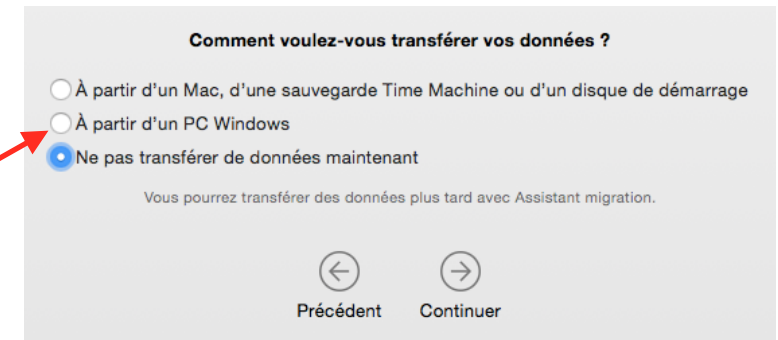 Comment voulez-vous transférer vos données ?
À partir d'un Mac, d'une sauvegarde Time Machine ou d'un disque de démarrage
À partir d'un PC Windows
Ne pas transférer de données maintenant
Vous pourrez transférer des données plus tard avec Assistant migration.
Précédent Continuer